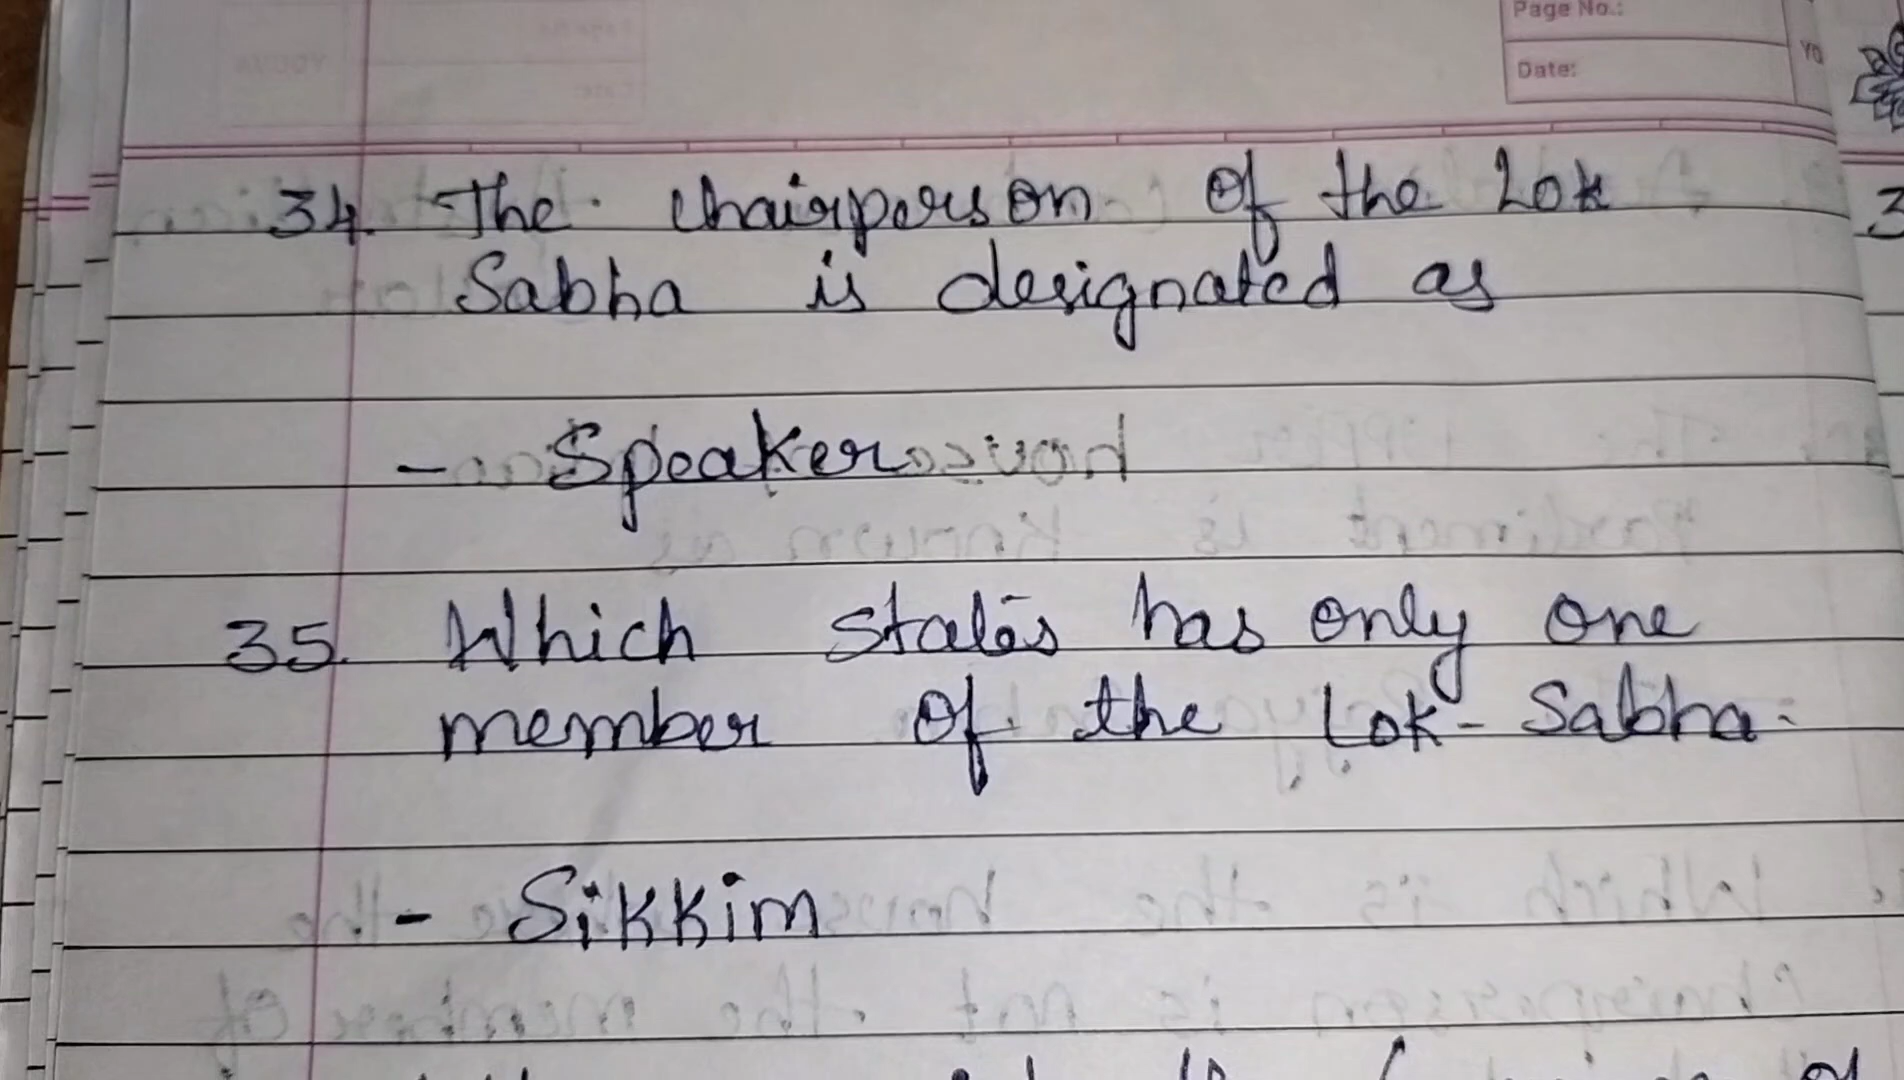 Page No.:
Date:
34. The chairperson of the Lok
Sabha is designated as
- Speaker
35. Which states has only one
member of the Lok-Sabha.
- Sikkim